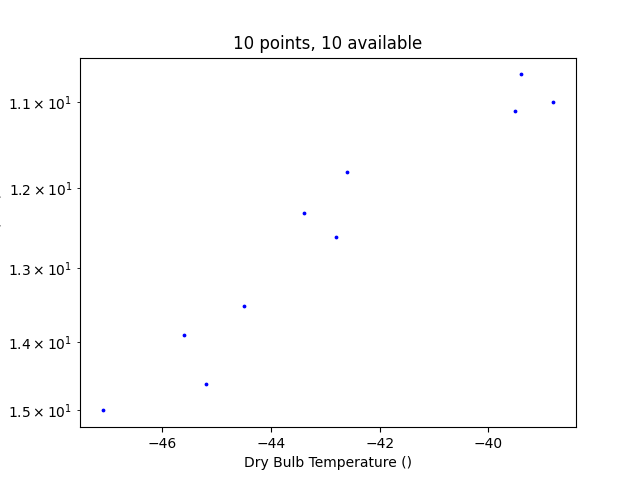 10 points, 10 available
1.1 × 10¹
1.2 × 10¹
1.3 × 10¹
1.4 × 10¹
1.5 × 10¹
−46 −44 −42 −40
Dry Bulb Temperature ()